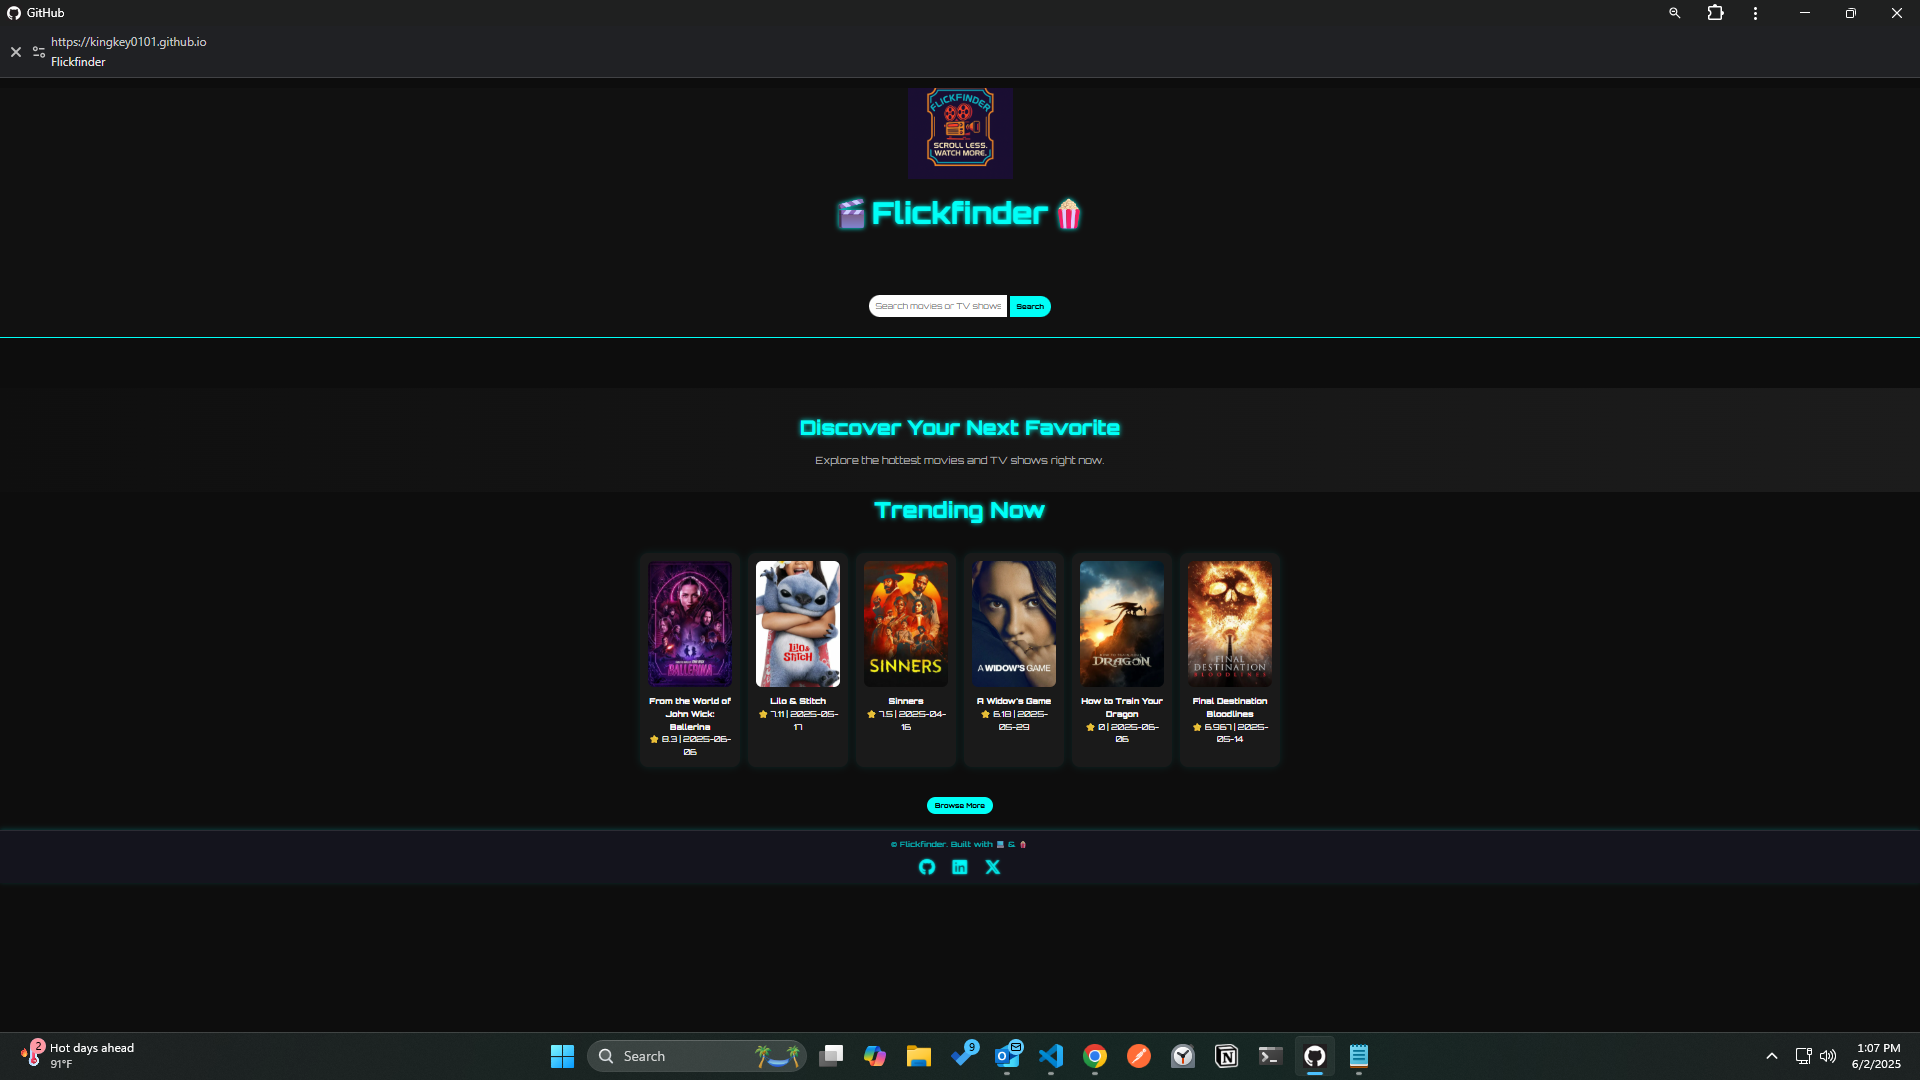 GitHub
https://kingkey0101.github.io
Flickfinder
FLICKFINDER
SCROLL LESS.
WATCH MORE.
Flickfinder
Search movies or TV shows
Search
Discover Your Next Favorite
Explore the hottest movies and TV shows right now.
Trending Now
BALLERINA
LILO &
STITCH
SINNERS
A WIDOW'S GAME
DRAGON
FINAL
DESTINATION
BLOODLINES
From the World of
John Wick:
Ballerina
⭐ 8.3 | 2025-06-
06
Lilo & Stitch
⭐ 7.11 | 2025-05-
17
Sinners
⭐ 7.5 | 2025-04-
16
A Widow's Game
⭐ 6.18 | 2025-
05-29
How to Train Your
Dragon
⭐ 0 | 2025-06-
06
Final Destination
Bloodlines
⭐ 6.967 | 2025-
05-14
Browse More
© Flickfinder. Built with 💻 & 🍿
2
Hot days ahead
91°F
Search
9
1:07 PM
6/2/2025